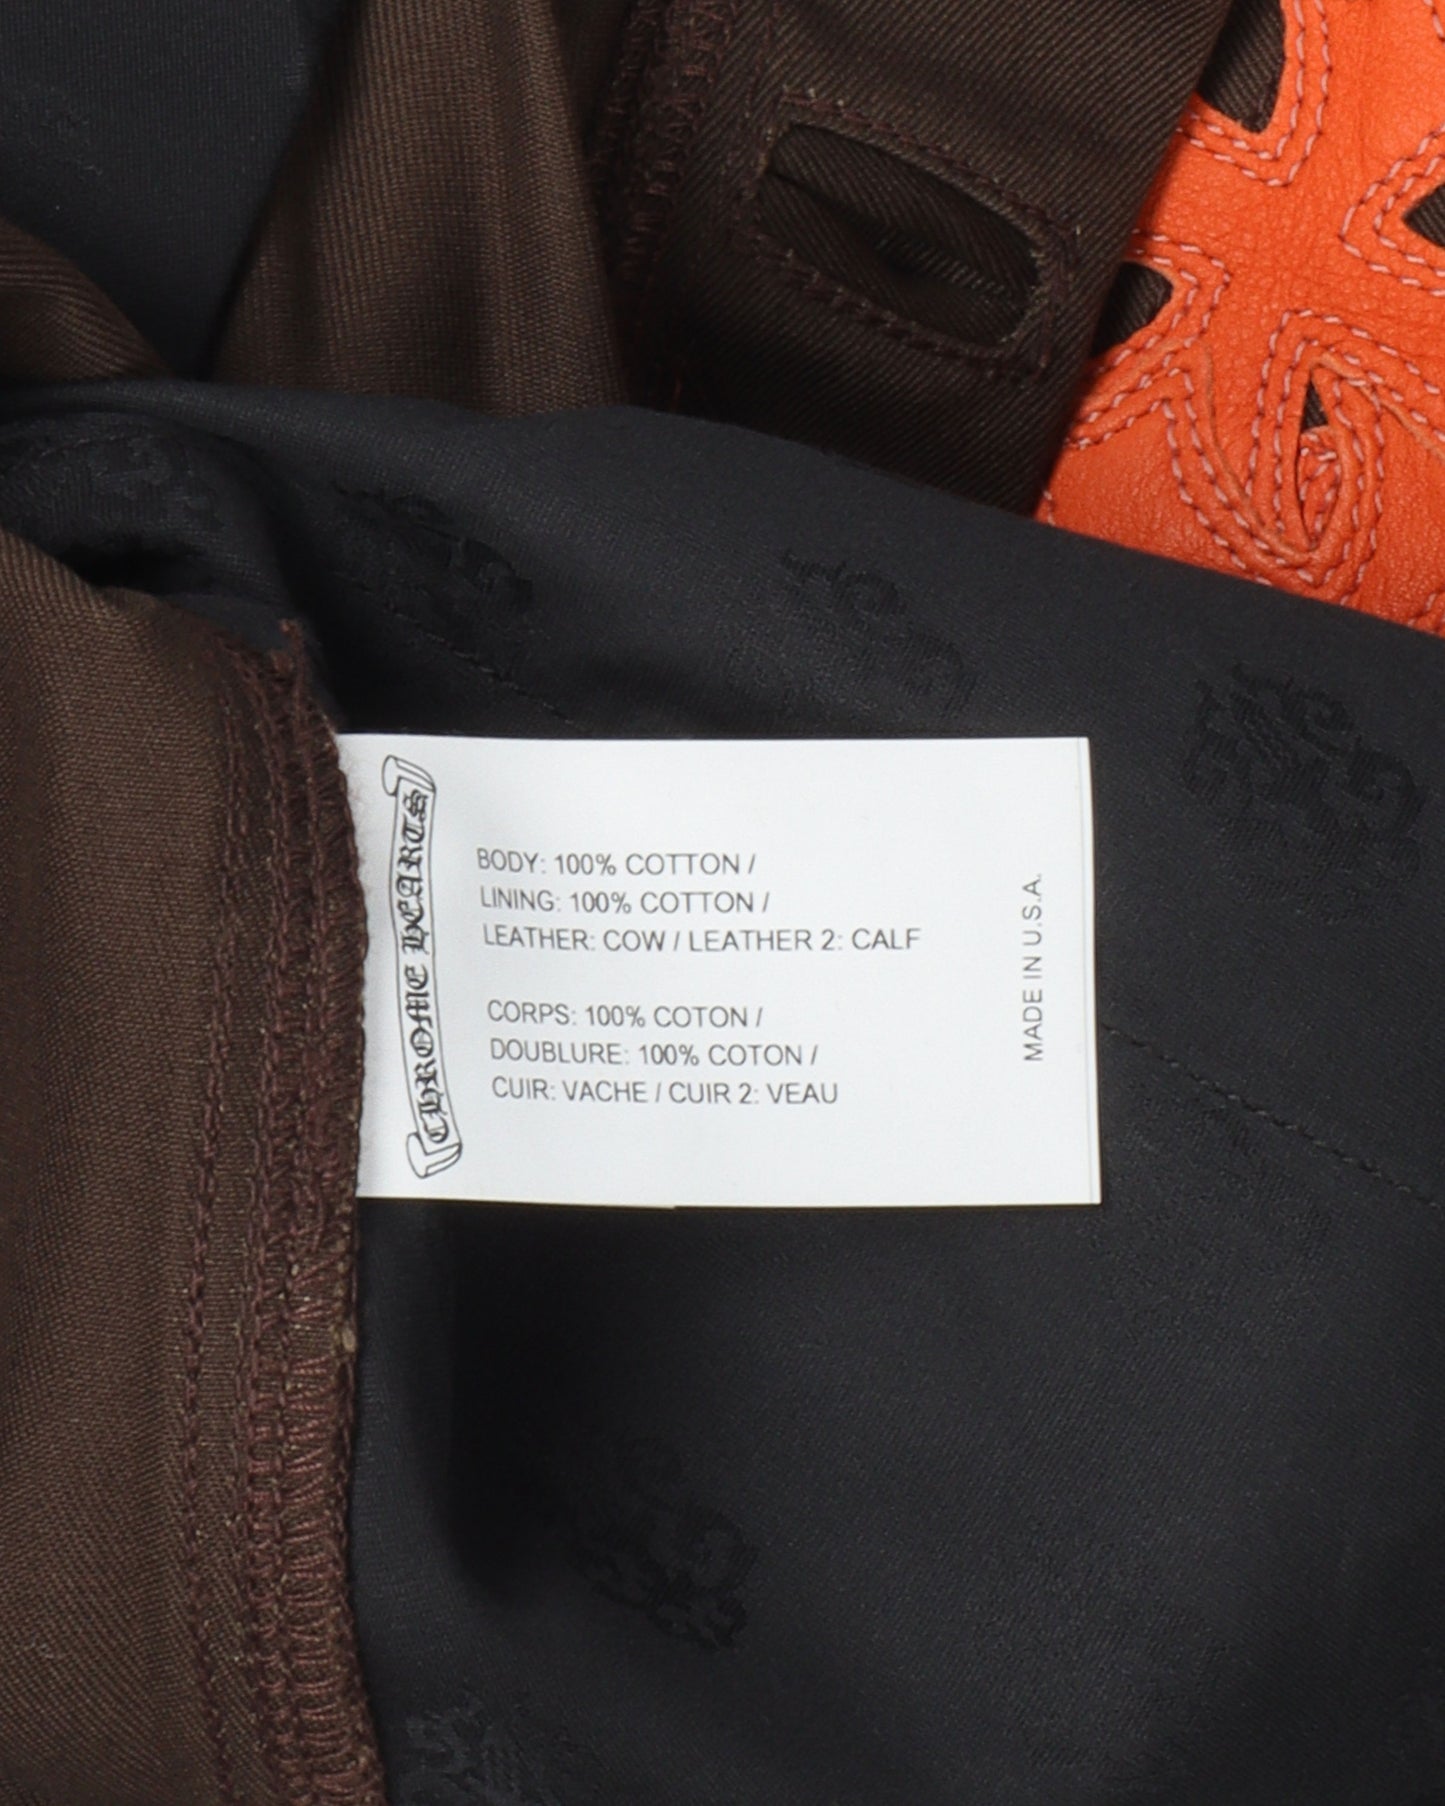 CHROME HEARTS
BODY: 100% COTTON /
LINING: 100% COTTON /
LEATHER: COW / LEATHER 2: CALF
CORPS: 100% COTON /
DOUBLURE: 100% COTON /
CUIR: VACHE / CUIR 2: VEAU
MADE IN U.S.A.